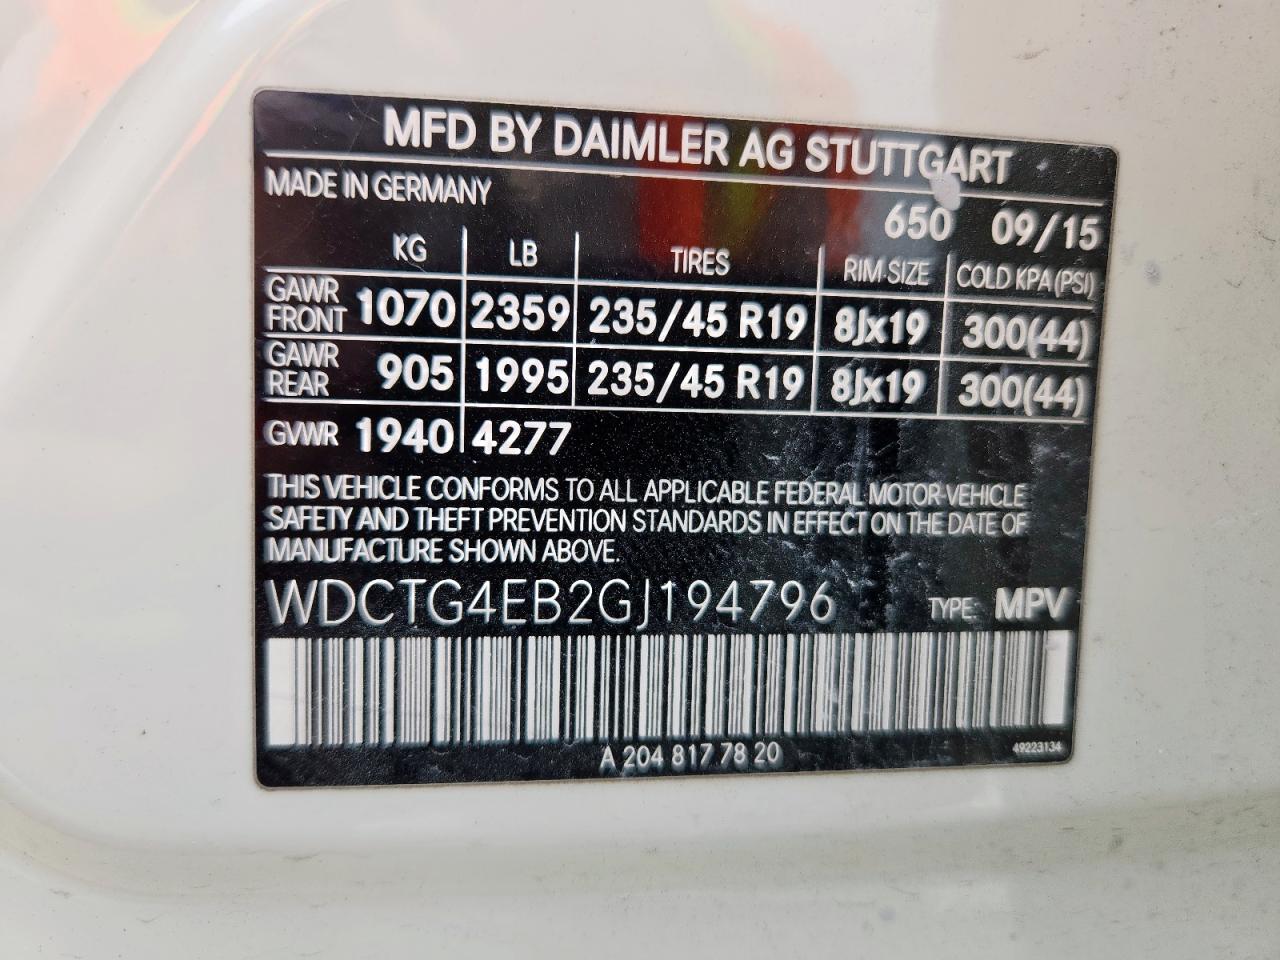 MFD BY DAIMLER AG STUTTGART
MADE IN GERMANY
650 09/15
KG LB TIRES RIM-SIZE COLD KPA (PSI)
GAWR FRONT 1070 2359 235/45 R19 8Jx19 300(44)
GAWR REAR 905 1995 235/45 R19 8Jx19 300(44)
GVWR 1940 4277
THIS VEHICLE CONFORMS TO ALL APPLICABLE FEDERAL MOTOR-VEHICLE
SAFETY AND THEFT PREVENTION STANDARDS IN EFFECT ON THE DATE OF
MANUFACTURE SHOWN ABOVE.
WDCTG4EB2GJ194796 TYPE: MPV
A 204 817 78 20
49223134